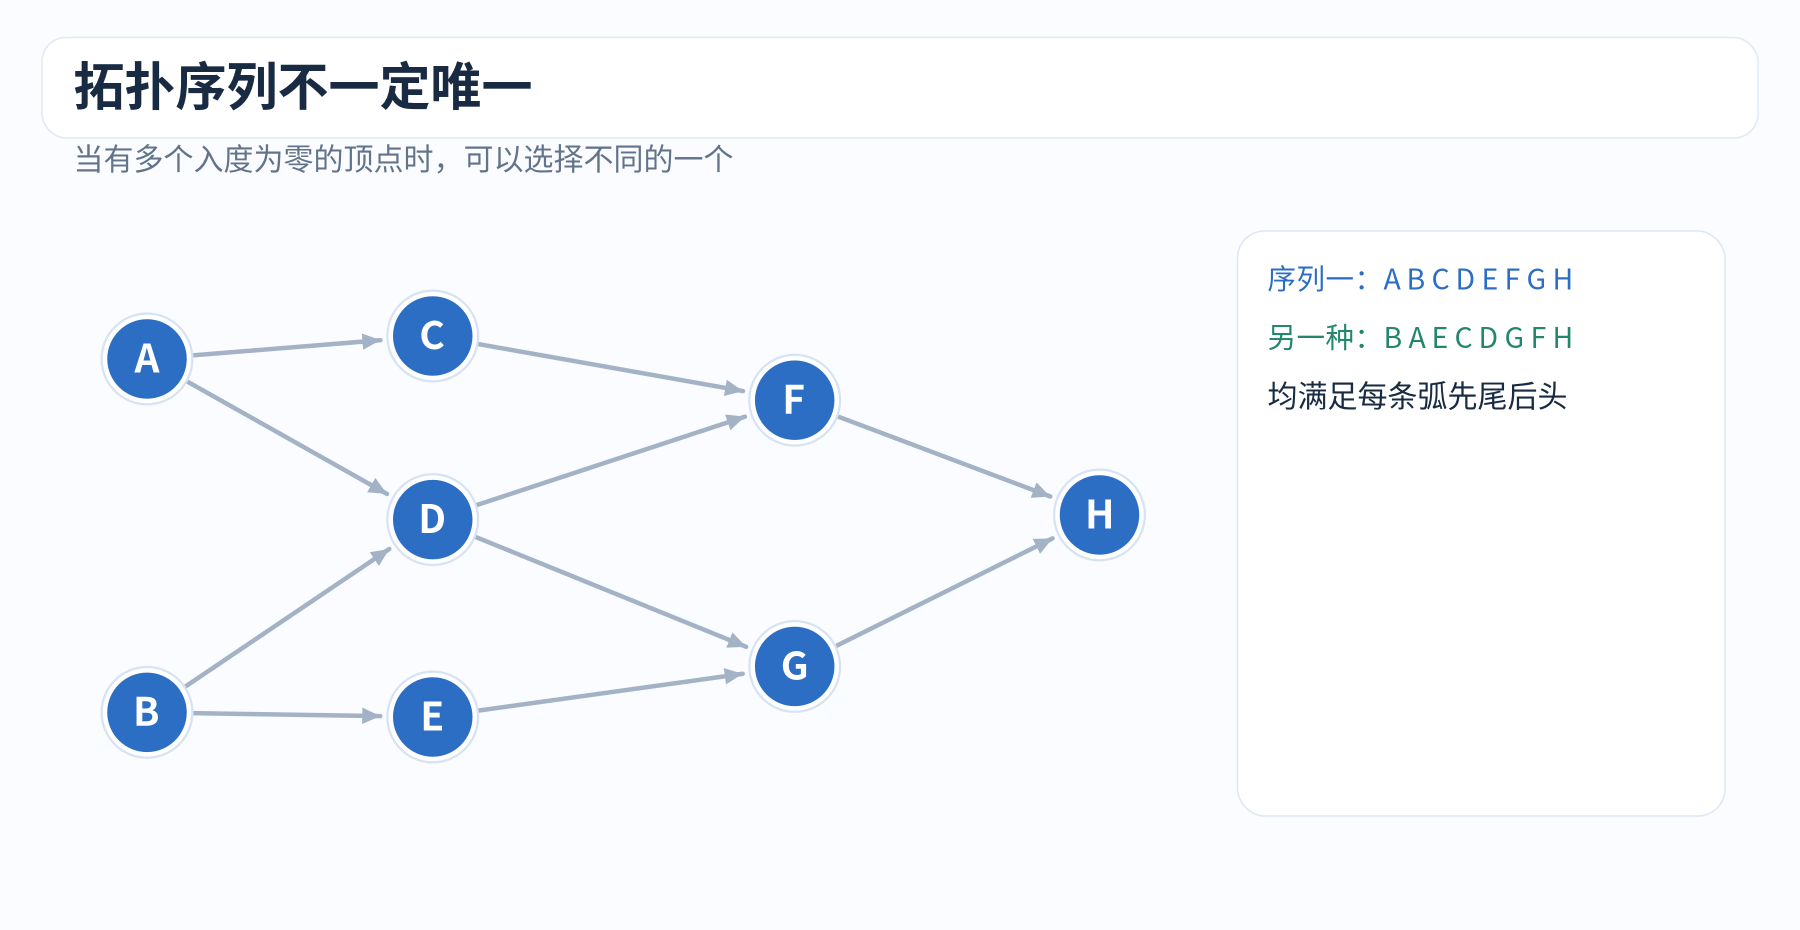 拓扑序列不一定唯一
当有多个入度为零的顶点时，可以选择不同的一个
A
C
F
D
H
B
E
G
序列一：A B C D E F G H
另一种：B A E C D G F H
均满足每条弧先尾后头